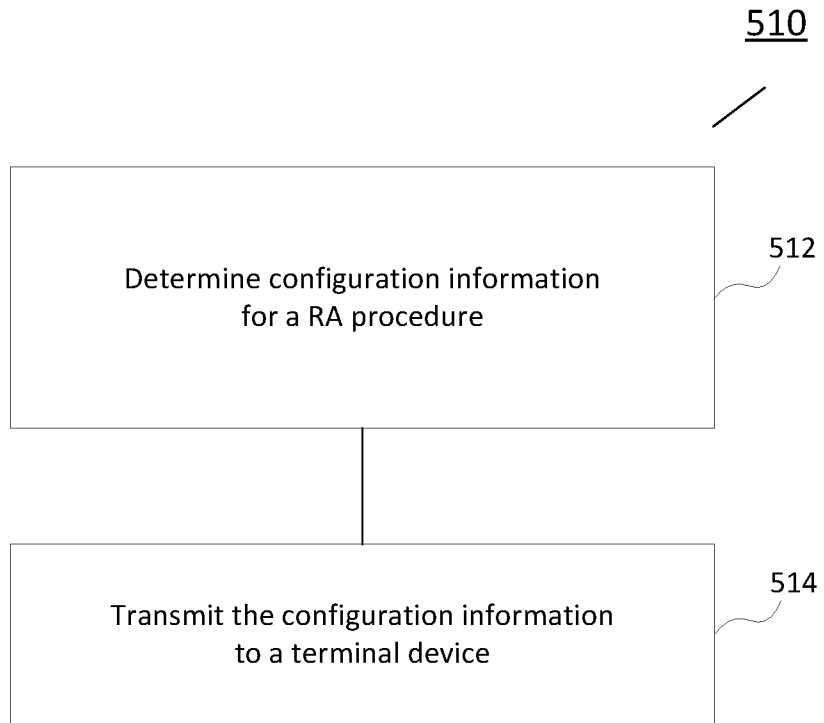 510
Determine configuration information
for a RA procedure
512
Transmit the configuration information
to a terminal device
514